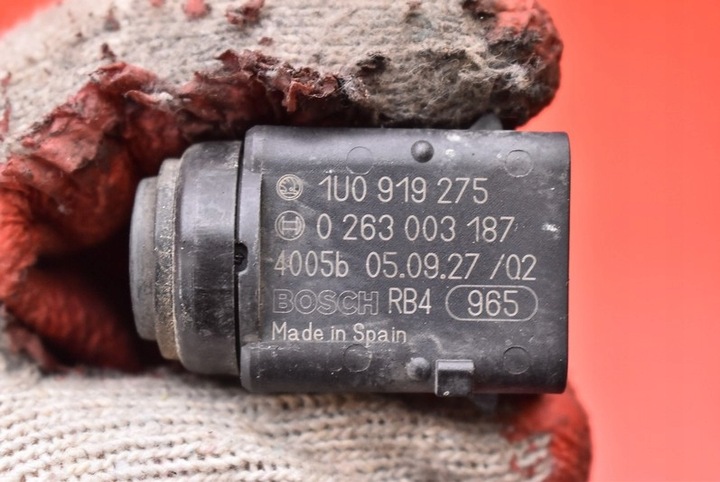 1U0 919 275
0 263 003 187
4005b 05.09.27 /02
BOSCH RB4 965
Made in Spain